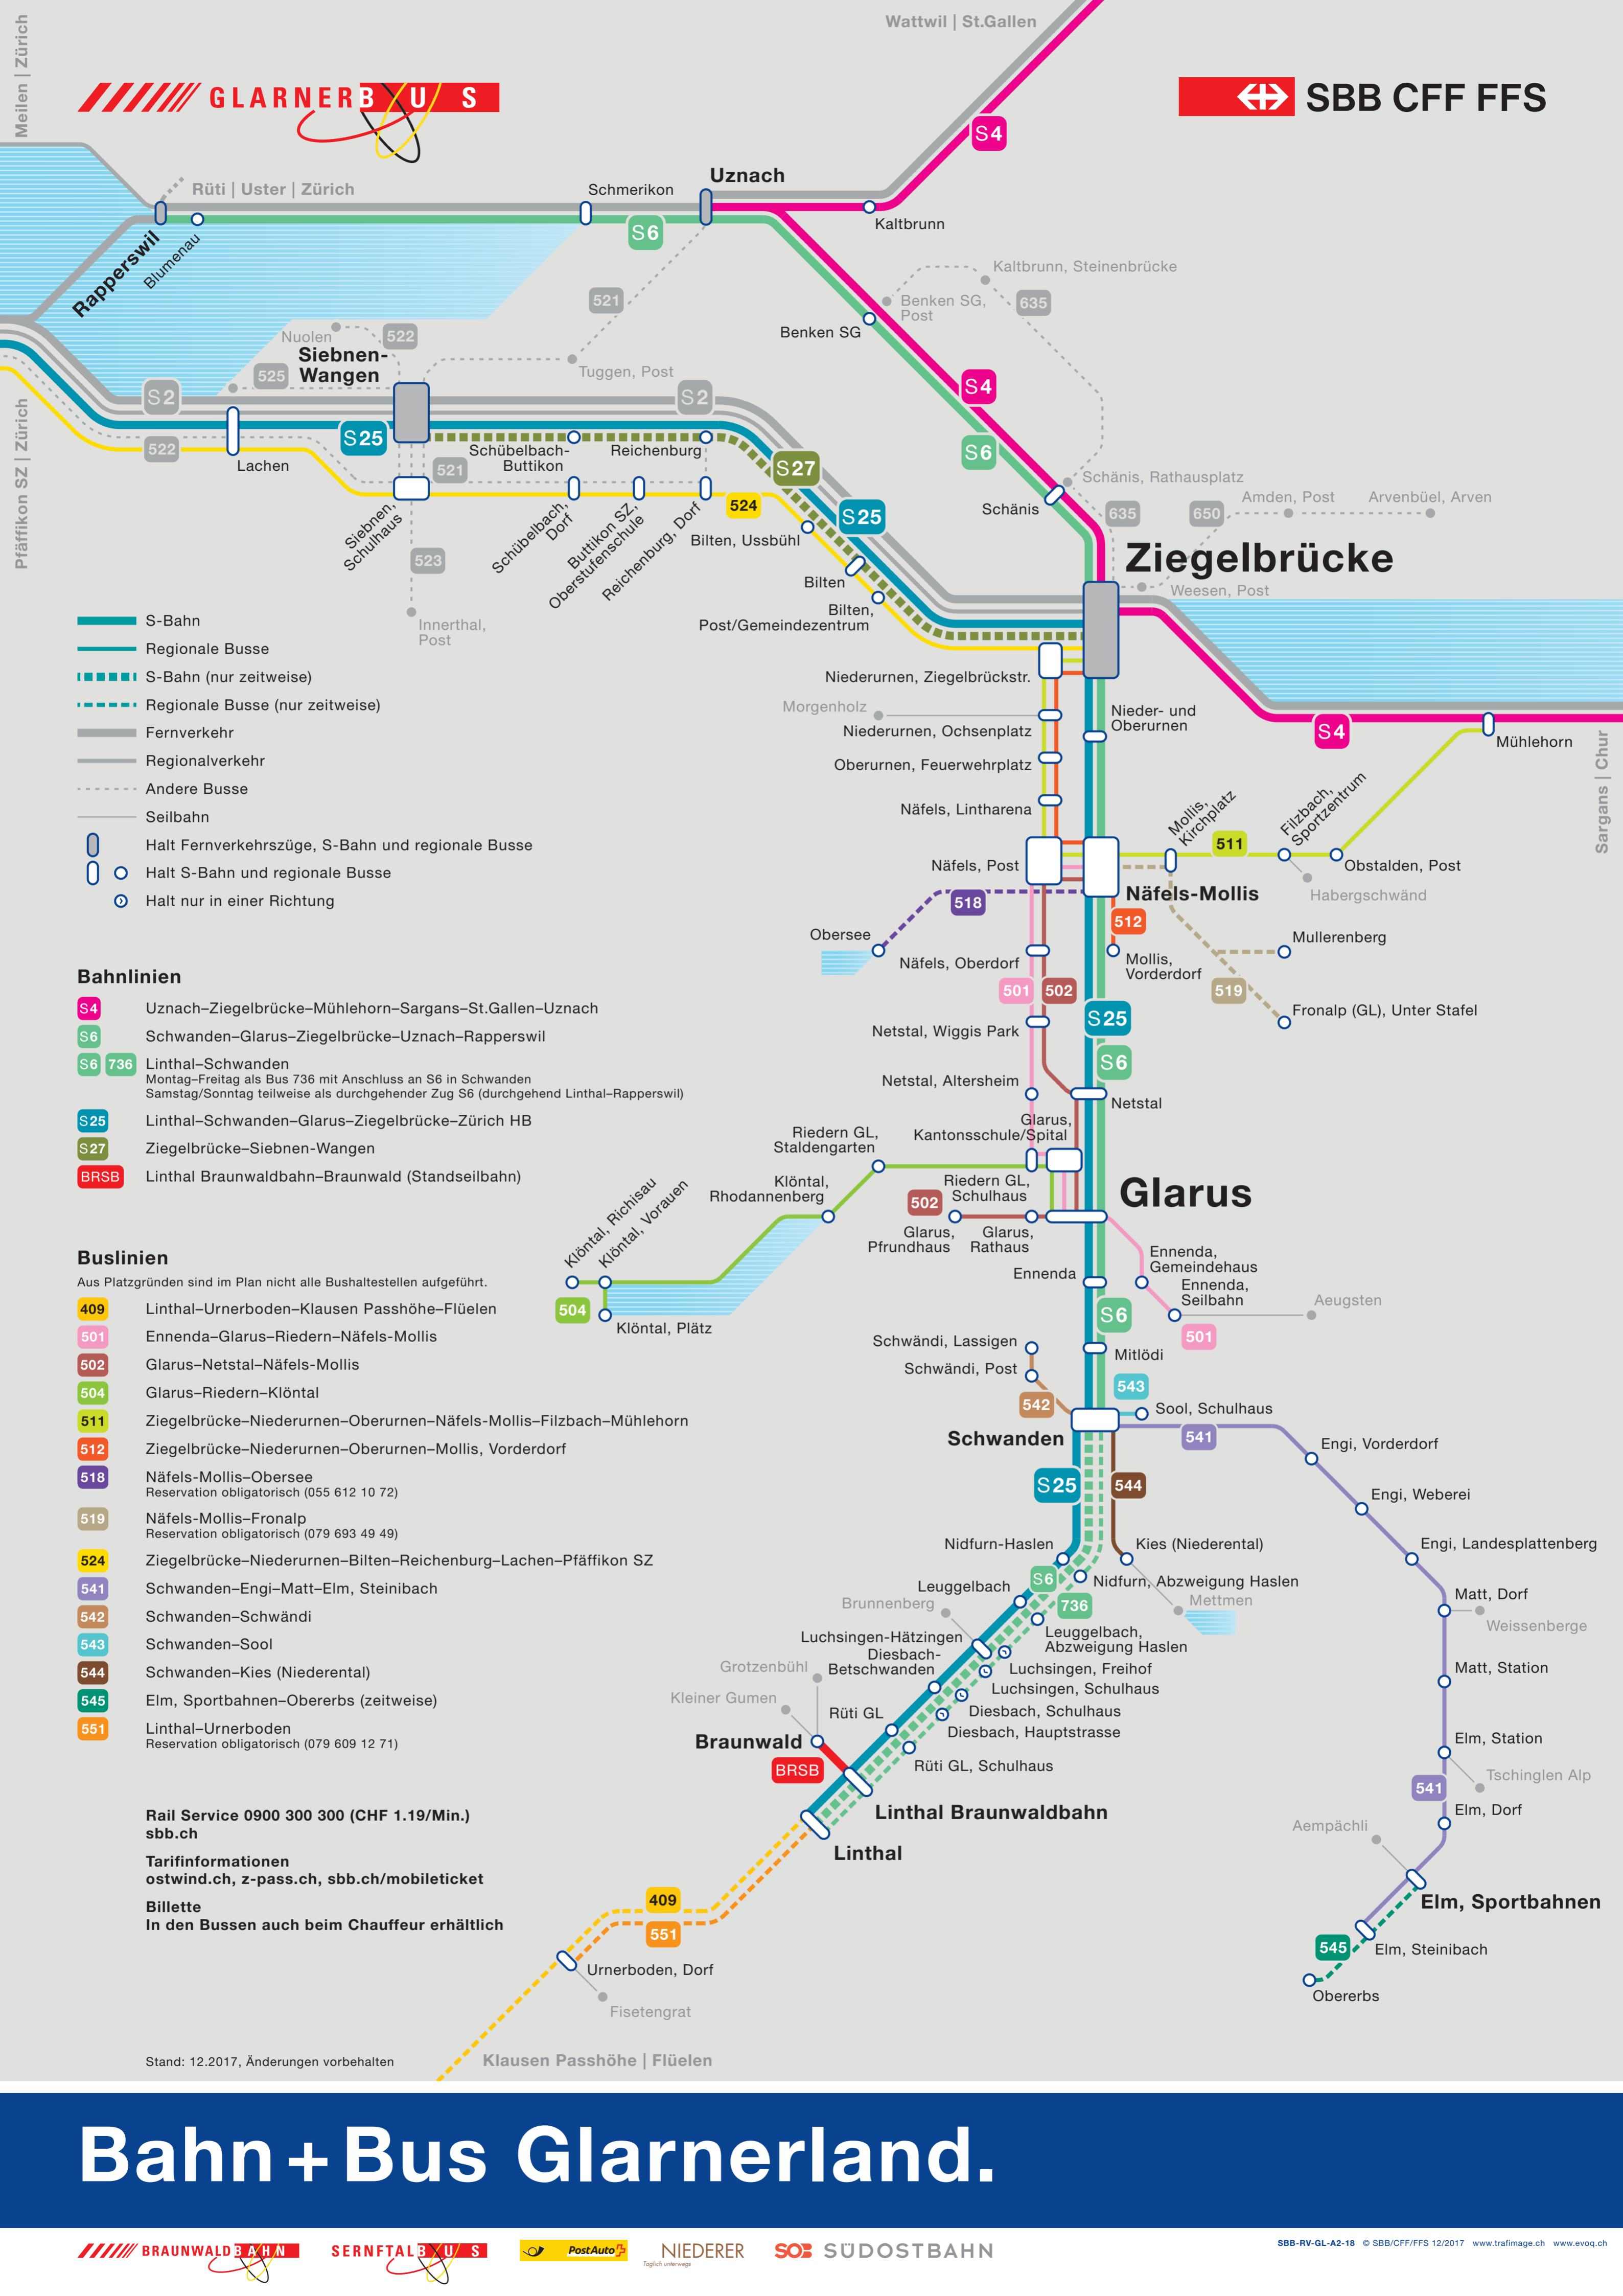 Meilen | Zürich
Wattwil | St.Gallen
GLARNERBUS
SBB CFF FFS
S4
Rüti | Uster | Zürich
Schmerikon
Uznach
Rapperswil
Blumenau
S6
Kaltbrunn
Kaltbrunn, Steinenbrücke
635
Benken SG,
Post
Benken SG
521
Nuolen
522
Siebnen-
Wangen
525
Tuggen, Post
S2
S2
S4
S6
Pfäffikon SZ | Zürich
522
S25
Lachen
521
Schübelbach-
Buttikon
Reichenburg
S27
524
S25
Schänis, Rathausplatz
Schänis
635
650
Amden, Post
Arvenbüel, Arven
Siebnen,
Schulhaus
523
Schübelbach,
Dorf
Buttikon SZ,
Oberstufenschule
Reichenburg, Dorf
Bilten, Ussbühl
Bilten
Bilten,
Post/Gemeindezentrum
Innerthal,
Post
Ziegelbrücke
Weesen, Post
S-Bahn
Regionale Busse
S-Bahn (nur zeitweise)
Regionale Busse (nur zeitweise)
Fernverkehr
Regionalverkehr
Andere Busse
Seilbahn
Halt Fernverkehrszüge, S-Bahn und regionale Busse
Halt S-Bahn und regionale Busse
Halt nur in einer Richtung
Niederurnen, Ziegelbrückstr.
Morgenholz
Niederurnen, Ochsenplatz
Nieder- und
Oberurnen
Oberurnen, Feuerwehrplatz
Näfels, Lintharena
S4
Mühlehorn
Sargans | Chur
Mollis,
Kirchplatz
511
Filzbach,
Sportzentrum
Obstalden, Post
Habergschwänd
Näfels, Post
Näfels-Mollis
518
512
Obersee
Näfels, Oberdorf
Mollis,
Vorderdorf
Mullerenberg
519
Fronalp (GL), Unter Stafel
501
502
S25
Netstal, Wiggis Park
S6
Netstal, Altersheim
Netstal
Glarus,
Kantonsschule/Spital
Riedern GL,
Staldengarten
Klöntal,
Rhodannenberg
Riedern GL,
Schulhaus
502
Glarus,
Pfrundhaus
Glarus,
Rathaus
Glarus
Klöntal, Richisau
Klöntal, Vorauen
504
Klöntal, Plätz
Ennenda
Ennenda,
Gemeindehaus
Ennenda,
Seilbahn
Aeugsten
501
S6
Schwändi, Lassigen
Schwändi, Post
Mitlödi
542
543
Sool, Schulhaus
Schwanden
541
Engi, Vorderdorf
S25
544
Engi, Weberei
Nidfurn-Haslen
Kies (Niederental)
Engi, Landesplattenberg
S6
Nidfurn, Abzweigung Haslen
Leuggelbach
736
Mettmen
Matt, Dorf
Weissenberge
Brunnenberg
Leuggelbach,
Abzweigung Haslen
Luchsingen-Hätzingen
Luchsingen, Freihof
Diesbach-
Betschwanden
Luchsingen, Schulhaus
Matt, Station
Grotzenbühl
Kleiner Gumen
Diesbach, Schulhaus
Rüti GL
Diesbach, Hauptstrasse
Elm, Station
Braunwald
BRSB
Rüti GL, Schulhaus
Tschinglen Alp
541
Linthal Braunwaldbahn
Elm, Dorf
Aempächli
Linthal
Elm, Sportbahnen
409
551
545
Elm, Steinibach
Urnerboden, Dorf
Obererbs
Fisetengrat
Klausen Passhöhe | Flüelen
Bahnlinien
S4 Uznach–Ziegelbrücke–Mühlehorn–Sargans–St.Gallen–Uznach
S6 Schwanden–Glarus–Ziegelbrücke–Uznach–Rapperswil
S6 736 Linthal–Schwanden
Montag–Freitag als Bus 736 mit Anschluss an S6 in Schwanden
Samstag/Sonntag teilweise als durchgehender Zug S6 (durchgehend Linthal–Rapperswil)
S25 Linthal–Schwanden–Glarus–Ziegelbrücke–Zürich HB
S27 Ziegelbrücke–Siebnen-Wangen
BRSB Linthal Braunwaldbahn–Braunwald (Standseilbahn)
Buslinien
Aus Platzgründen sind im Plan nicht alle Bushaltestellen aufgeführt.
409 Linthal–Urnerboden–Klausen Passhöhe–Flüelen
501 Ennenda–Glarus–Riedern–Näfels-Mollis
502 Glarus–Netstal–Näfels-Mollis
504 Glarus–Riedern–Klöntal
511 Ziegelbrücke–Niederurnen–Oberurnen–Näfels-Mollis–Filzbach–Mühlehorn
512 Ziegelbrücke–Niederurnen–Oberurnen–Mollis, Vorderdorf
518 Näfels-Mollis–Obersee
Reservation obligatorisch (055 612 10 72)
519 Näfels-Mollis–Fronalp
Reservation obligatorisch (079 693 49 49)
524 Ziegelbrücke–Niederurnen–Bilten–Reichenburg–Lachen–Pfäffikon SZ
541 Schwanden–Engi–Matt–Elm, Steinibach
542 Schwanden–Schwändi
543 Schwanden–Sool
544 Schwanden–Kies (Niederental)
545 Elm, Sportbahnen–Obererbs (zeitweise)
551 Linthal–Urnerboden
Reservation obligatorisch (079 609 12 71)
Rail Service 0900 300 300 (CHF 1.19/Min.)
sbb.ch
Tarifinformationen
ostwind.ch, z-pass.ch, sbb.ch/mobileticket
Billette
In den Bussen auch beim Chauffeur erhältlich
Stand: 12.2017, Änderungen vorbehalten
Bahn+Bus Glarnerland.
BRAUNWALDBAHN
SERNFTALBUS
PostAuto
NIEDERER
Täglich unterwegs
SOB SÜDOSTBAHN
SBB-RV-GL-A2-18 © SBB/CFF/FFS 12/2017 www.trafimage.ch www.evoq.ch